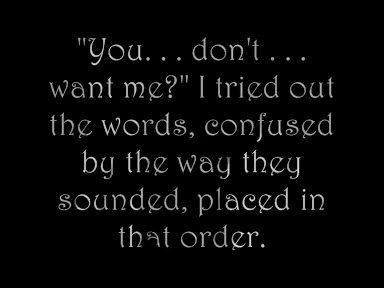 "You. . . don't . . .
want me?" I tried out
the words, confused
by the way they
sounded, placed in
that order.